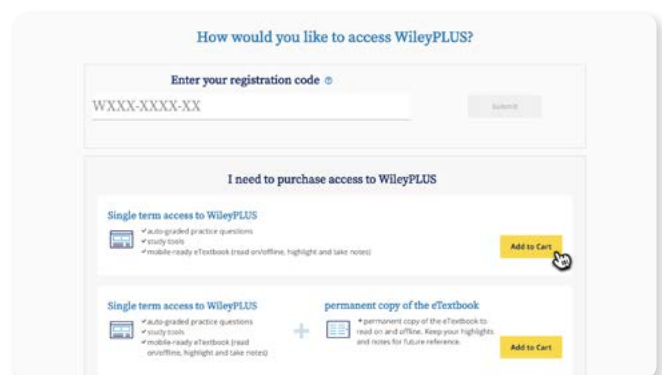 How would you like to access WileyPLUS?
Enter your registration code
WXXX-XXXX-XX
Submit
I need to purchase access to WileyPLUS
Single term access to WileyPLUS
✓auto-graded practice questions
✓study tools
✓mobile-ready eTextbook (read on/offline, highlight and take notes)
Add to Cart
Single term access to WileyPLUS
✓auto-graded practice questions
✓study tools
✓mobile-ready eTextbook (read
on/offline, highlight and take notes)
+
permanent copy of the eTextbook
permanent copy of the eTextbook to
read on and offline. Keep your highlights
and notes for future reference.
Add to Cart